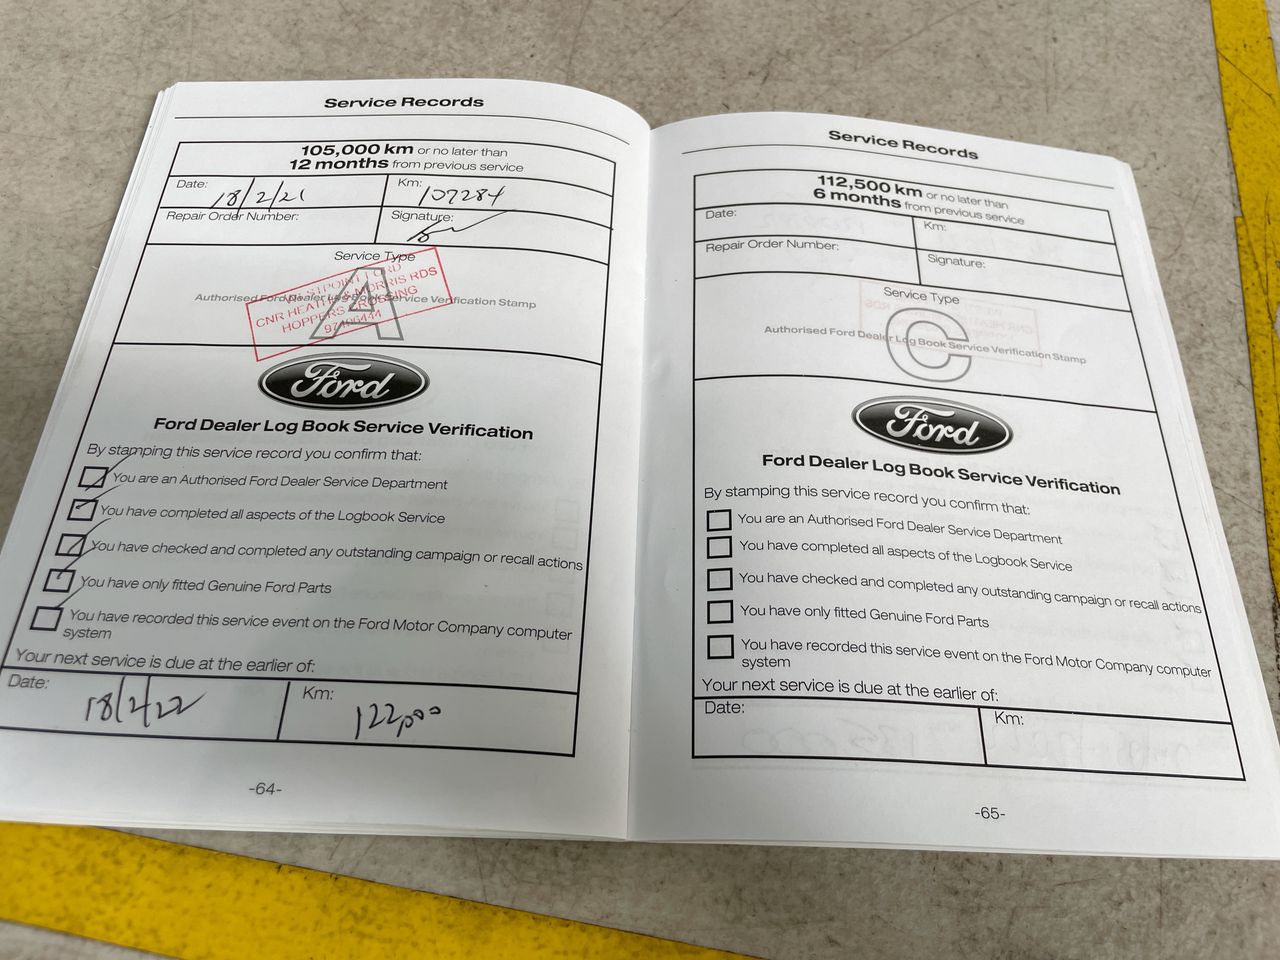 Service Records
105,000 km or no later than
12 months from previous service
Date: 18/2/21
Km: 107284
Repair Order Number:
Signature:
Service Type
A
Authorised Ford Dealer Log Book Service Verification Stamp
WESTPOINT FORD
CNR HEATHS & MORRIS RDS
HOPPERS CROSSING
Ford
Ford Dealer Log Book Service Verification
By stamping this service record you confirm that:
You are an Authorised Ford Dealer Service Department
You have completed all aspects of the Logbook Service
You have checked and completed any outstanding campaign or recall actions
You have only fitted Genuine Ford Parts
You have recorded this service event on the Ford Motor Company computer
system
Your next service is due at the earlier of:
Date: 18/2/22
Km: 122,000
-64-
Service Records
112,500 km or no later than
6 months from previous service
Date:
Km:
Repair Order Number:
Signature:
Service Type
C
Authorised Ford Dealer Log Book Service Verification Stamp
Ford
Ford Dealer Log Book Service Verification
By stamping this service record you confirm that:
You are an Authorised Ford Dealer Service Department
You have completed all aspects of the Logbook Service
You have checked and completed any outstanding campaign or recall actions
You have only fitted Genuine Ford Parts
You have recorded this service event on the Ford Motor Company computer
system
Your next service is due at the earlier of:
Date:
Km:
-65-